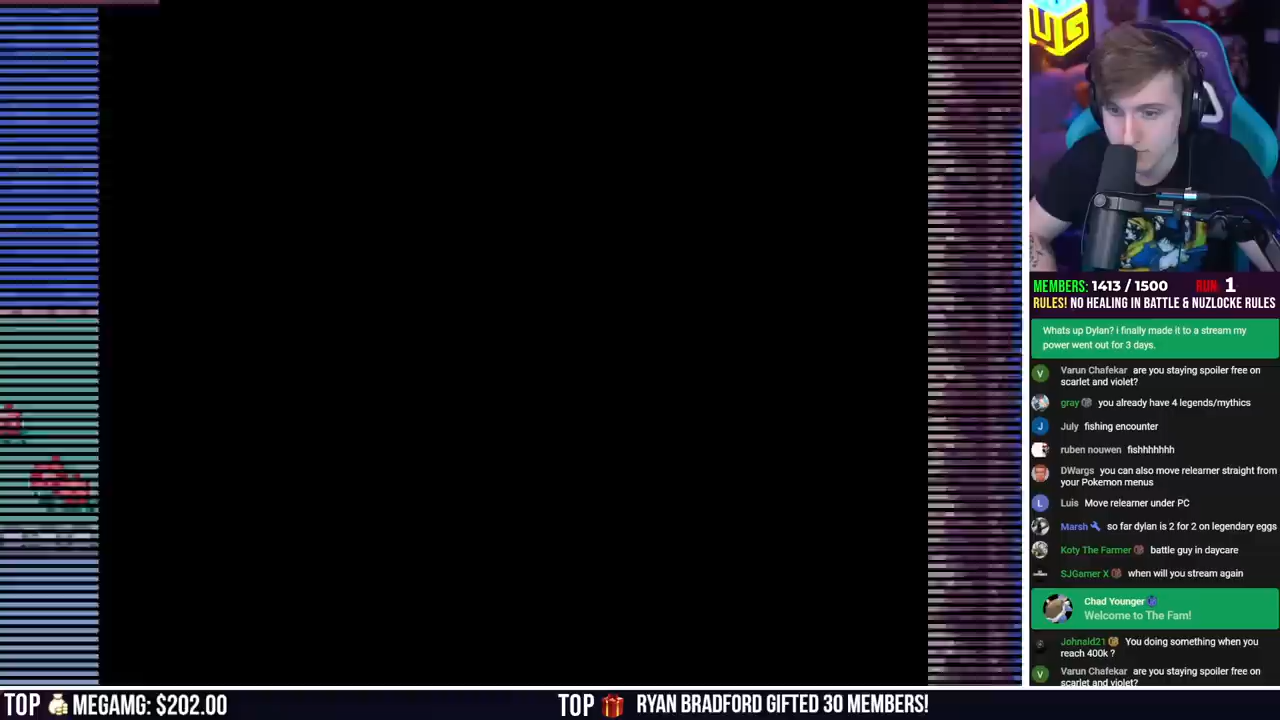 UG
MEMBERS: 1413 / 1500 RUN: 1
RULES! NO HEALING IN BATTLE & NUZLOCKE RULES
Whats up Dylan? i finally made it to a stream my
power went out for 3 days.
V Varun Chafekar are you staying spoiler free on
scarlet and violet?
gray you already have 4 legends/mythics
J July fishing encounter
ruben nouwen fishhhhhhh
DWargs you can also move relearner straight from
your Pokemon menus
L Luis Move relearner under PC
Marsh so far dylan is 2 for 2 on legendary eggs
Koty The Farmer battle guy in daycare
SJGamer X when will you stream again
Chad Younger
Welcome to The Fam!
Johnald21 You doing something when you
reach 400k ?
V Varun Chafekar are you staying spoiler free on
scarlet and violet?
TOP MEGAMG: $202.00 TOP RYAN BRADFORD GIFTED 30 MEMBERS!